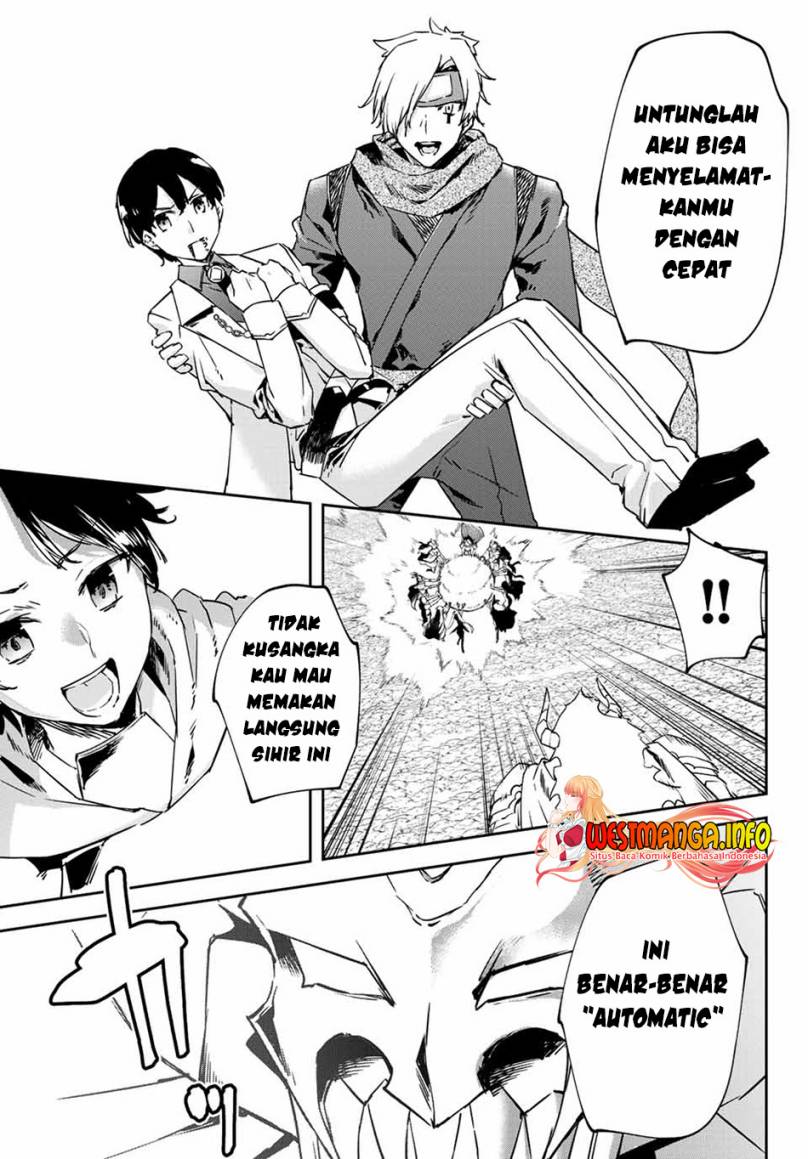 UNTUNGLAH
AKU BISA
MENYELAMAT-
KANMU
DENGAN
CEPAT
!!
TIDAK
KUSANGKA
KAU MAU
MEMAKAN
LANGSUNG
SIHIR INI
WESTMANGA.INFO
Situs Baca Komik Berbahasa Indonesia
INI
BENAR-BENAR
"AUTOMATIC"